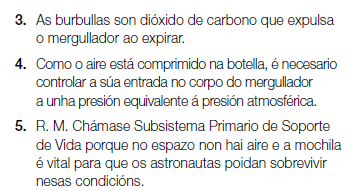 3. As burbullas son dióxido de carbono que expulsa
o mergullador ao expirar.
4. Como o aire está comprimido na botella, é necesario
controlar a súa entrada no corpo do mergullador
a unha presión equivalente á presión atmosférica.
5. R. M. Chámase Subsistema Primario de Soporte
de Vida porque no espazo non hai aire e a mochila
é vital para que os astronautas poidan sobrevivir
nesas condicións.